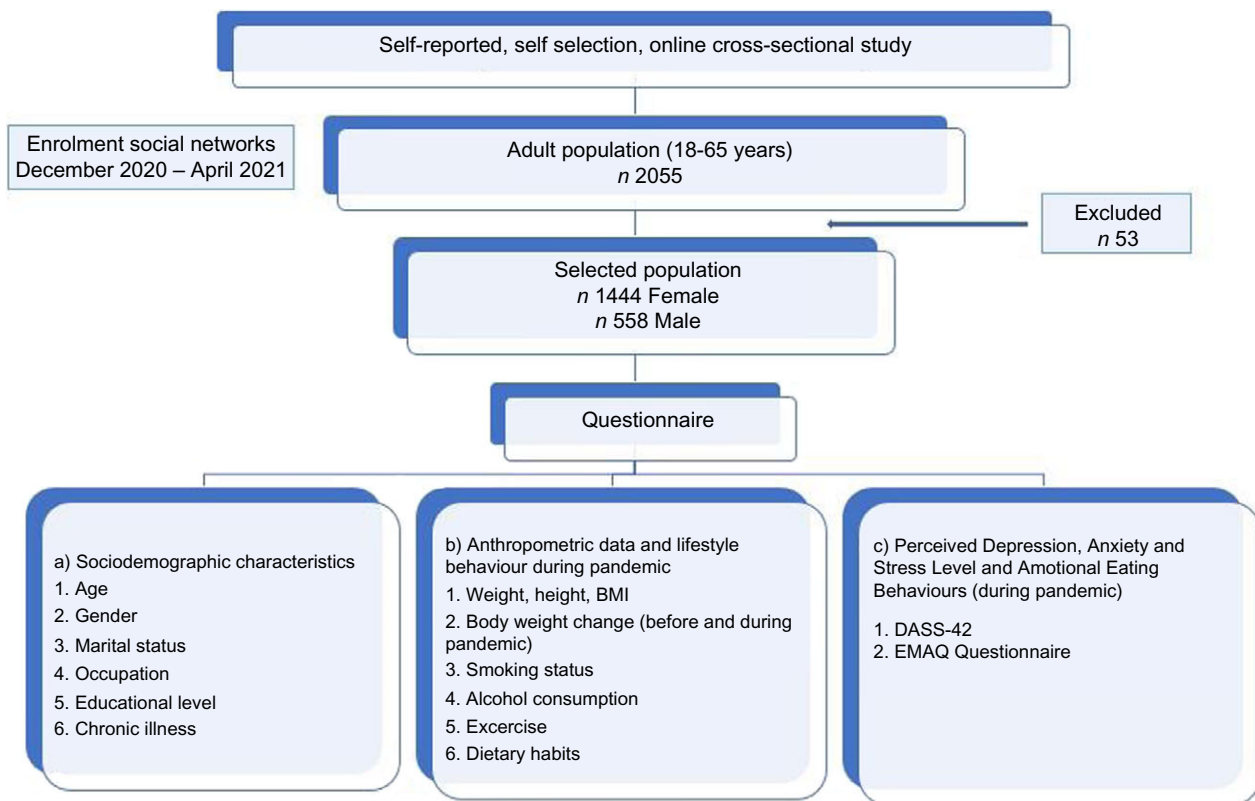 Self-reported, self selection, online cross-sectional study
Enrolment social networks
December 2020 – April 2021
Adult population (18-65 years)
n 2055
Excluded
n 53
Selected population
n 1444 Female
n 558 Male
Questionnaire
a) Sociodemographic characteristics
1. Age
2. Gender
3. Marital status
4. Occupation
5. Educational level
6. Chronic illness
b) Anthropometric data and lifestyle
behaviour during pandemic
1. Weight, height, BMI
2. Body weight change (before and during
pandemic)
3. Smoking status
4. Alcohol consumption
5. Excercise
6. Dietary habits
c) Perceived Depression, Anxiety and
Stress Level and Amotional Eating
Behaviours (during pandemic)
1. DASS-42
2. EMAQ Questionnaire